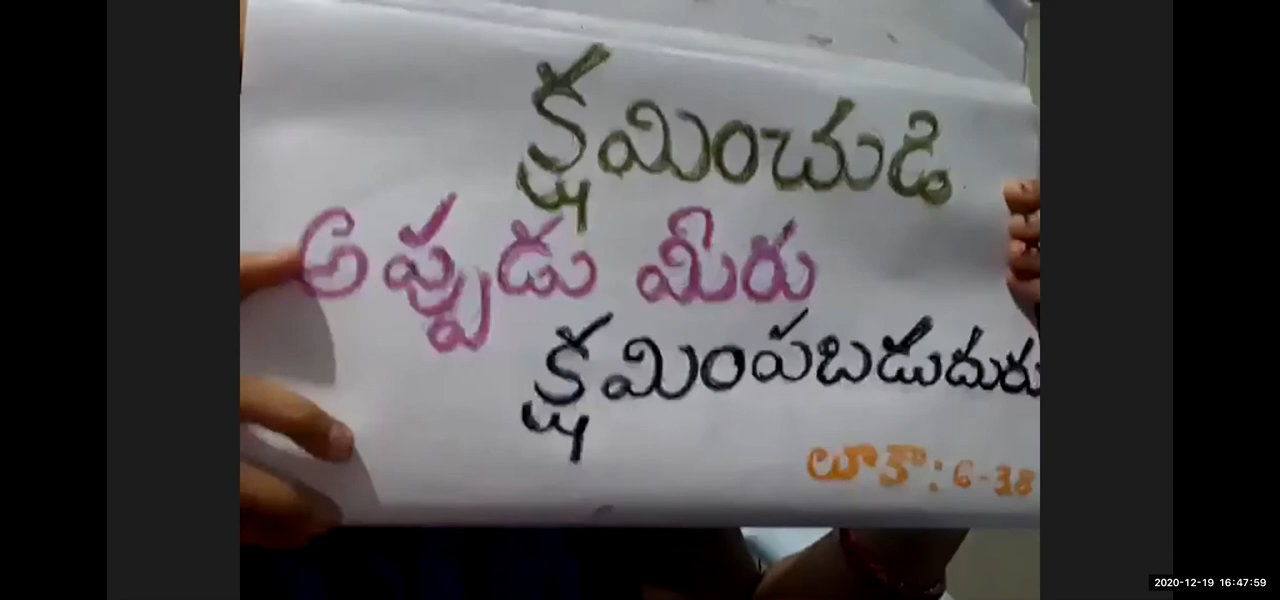 క్షమించుడి
అప్పుడు మీరు
క్షమింపబడుదురు
లూకా: 6-38
2020-12-19 16:47:59